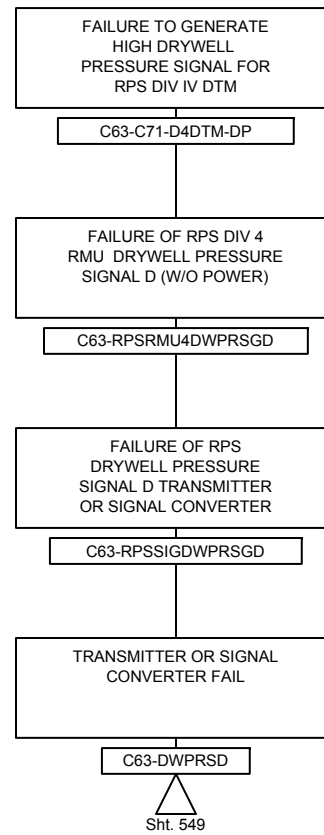 FAILURE TO GENERATE
HIGH DRYWELL
PRESSURE SIGNAL FOR
RPS DIV IV DTM
C63-C71-D4DTM-DP
FAILURE OF RPS DIV 4
RMU DRYWELL PRESSURE
SIGNAL D (W/O POWER)
C63-RPSRMU4DWPRSGD
FAILURE OF RPS
DRYWELL PRESSURE
SIGNAL D TRANSMITTER
OR SIGNAL CONVERTER
C63-RPSSIGDWPRSGD
TRANSMITTER OR SIGNAL
CONVERTER FAIL
C63-DWPRSD
Sht. 549